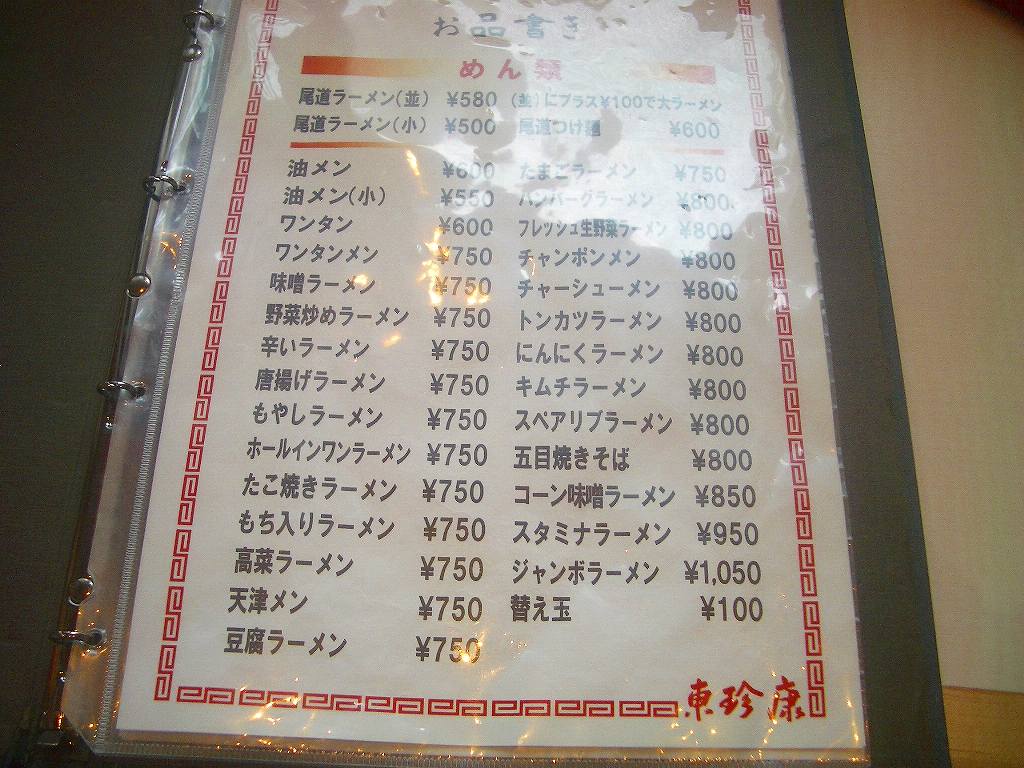 お品書き
めん類
尾道ラーメン(並) ¥580 (並)にプラス¥100で大ラーメン
尾道ラーメン(小) ¥500 尾道つけ麺 ¥600
油メン ¥600 たまごラーメン ¥750
油メン(小) ¥550 ハンバーグラーメン ¥800
ワンタン ¥600 フレッシュ生野菜ラーメン ¥800
ワンタンメン ¥750 チャンポンメン ¥800
味噌ラーメン ¥750 チャーシューメン ¥800
野菜炒めラーメン ¥750 トンカツラーメン ¥800
辛いラーメン ¥750 にんにくラーメン ¥800
唐揚げラーメン ¥750 キムチラーメン ¥800
もやしラーメン ¥750 スペアリブラーメン ¥800
ホールインワンラーメン ¥750 五目焼きそば ¥800
たこ焼きラーメン ¥750 コーン味噌ラーメン ¥850
もち入りラーメン ¥750 スタミナラーメン ¥950
高菜ラーメン ¥750 ジャンボラーメン ¥1,050
天津メン ¥750 替え玉 ¥100
豆腐ラーメン ¥750
東珍康